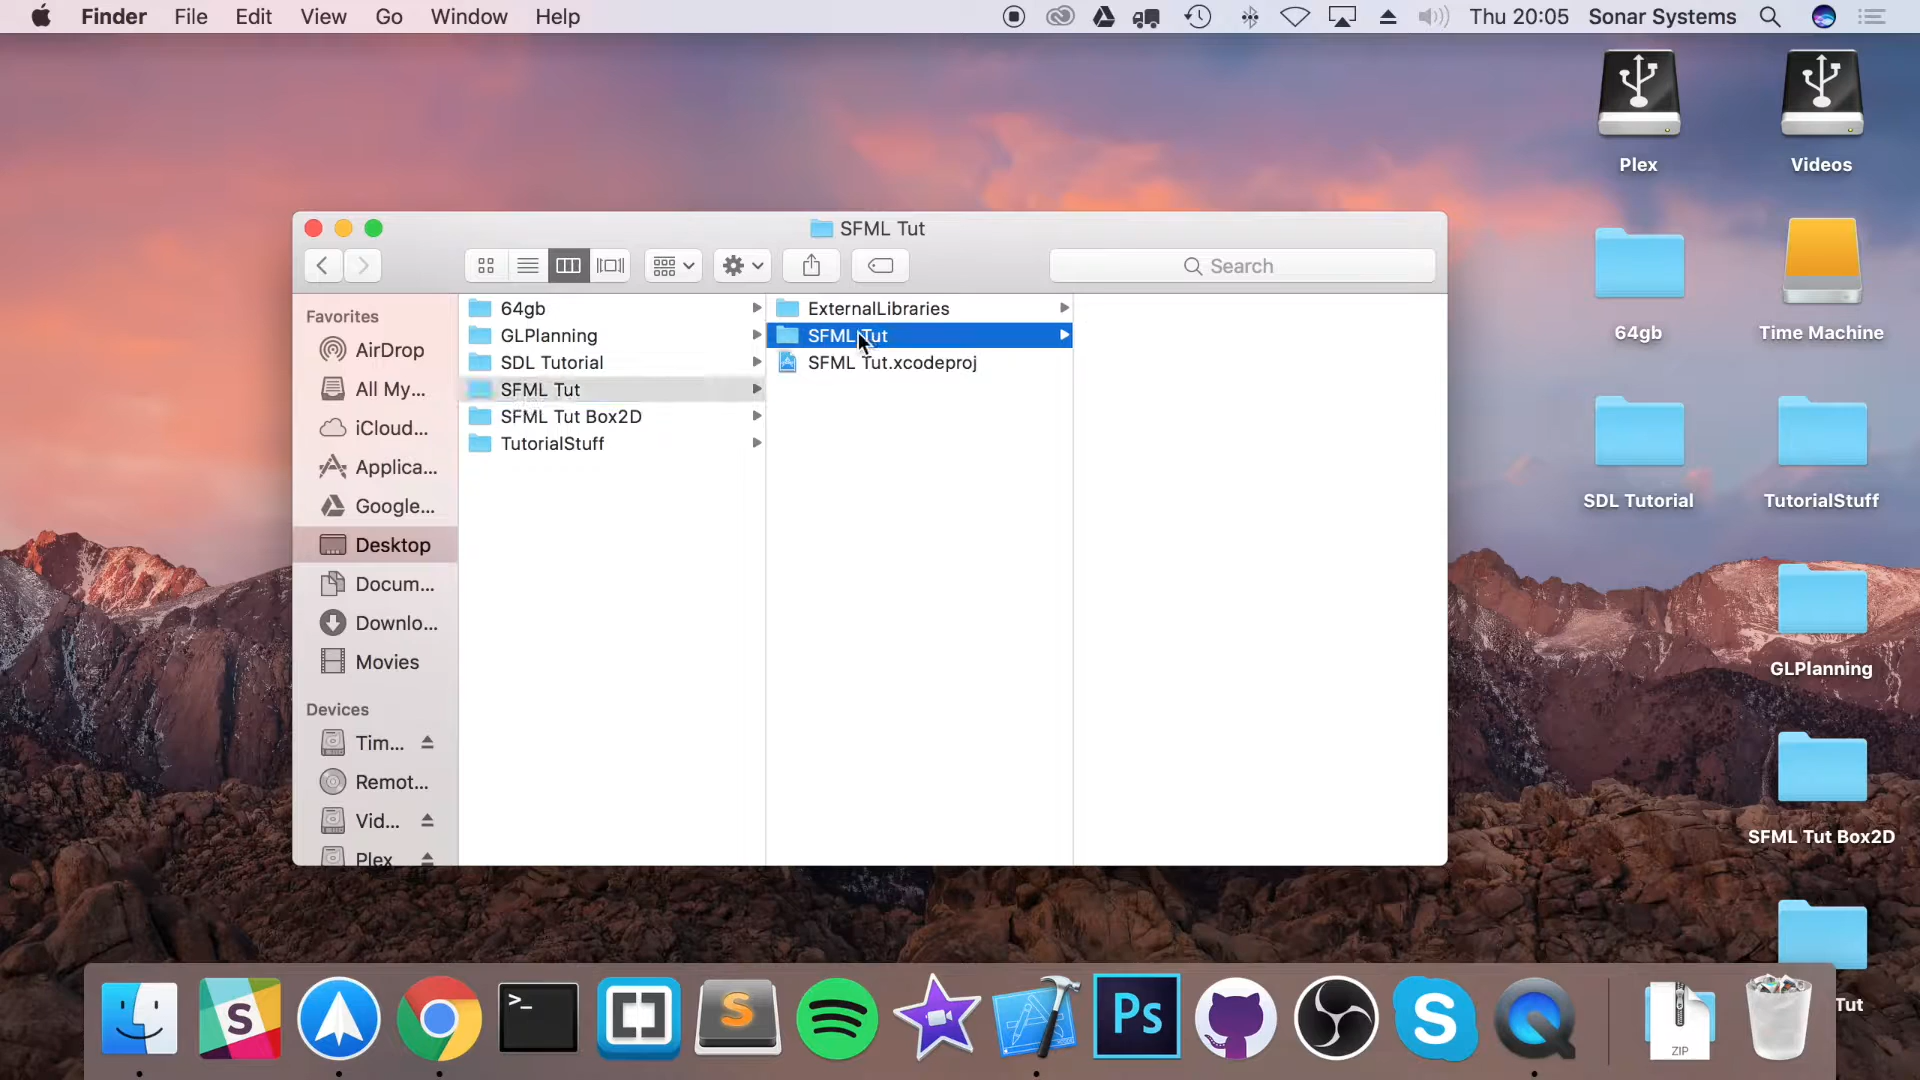 Finder File Edit View Go Window Help Thu 20:05 Sonar Systems
Plex
Videos
64gb
Time Machine
SDL Tutorial
TutorialStuff
GLPlanning
SFML Tut Box2D
Tut
SFML Tut
Search
Favorites
AirDrop
All My...
iCloud...
Applica...
Google...
Desktop
Docum...
Downlo...
Movies
Devices
Tim...
Remot...
Vid...
Plex
64gb
GLPlanning
SDL Tutorial
SFML Tut
SFML Tut Box2D
TutorialStuff
ExternalLibraries
SFML Tut
SFML Tut.xcodeproj
S
>_
S
Ps
S
ZIP